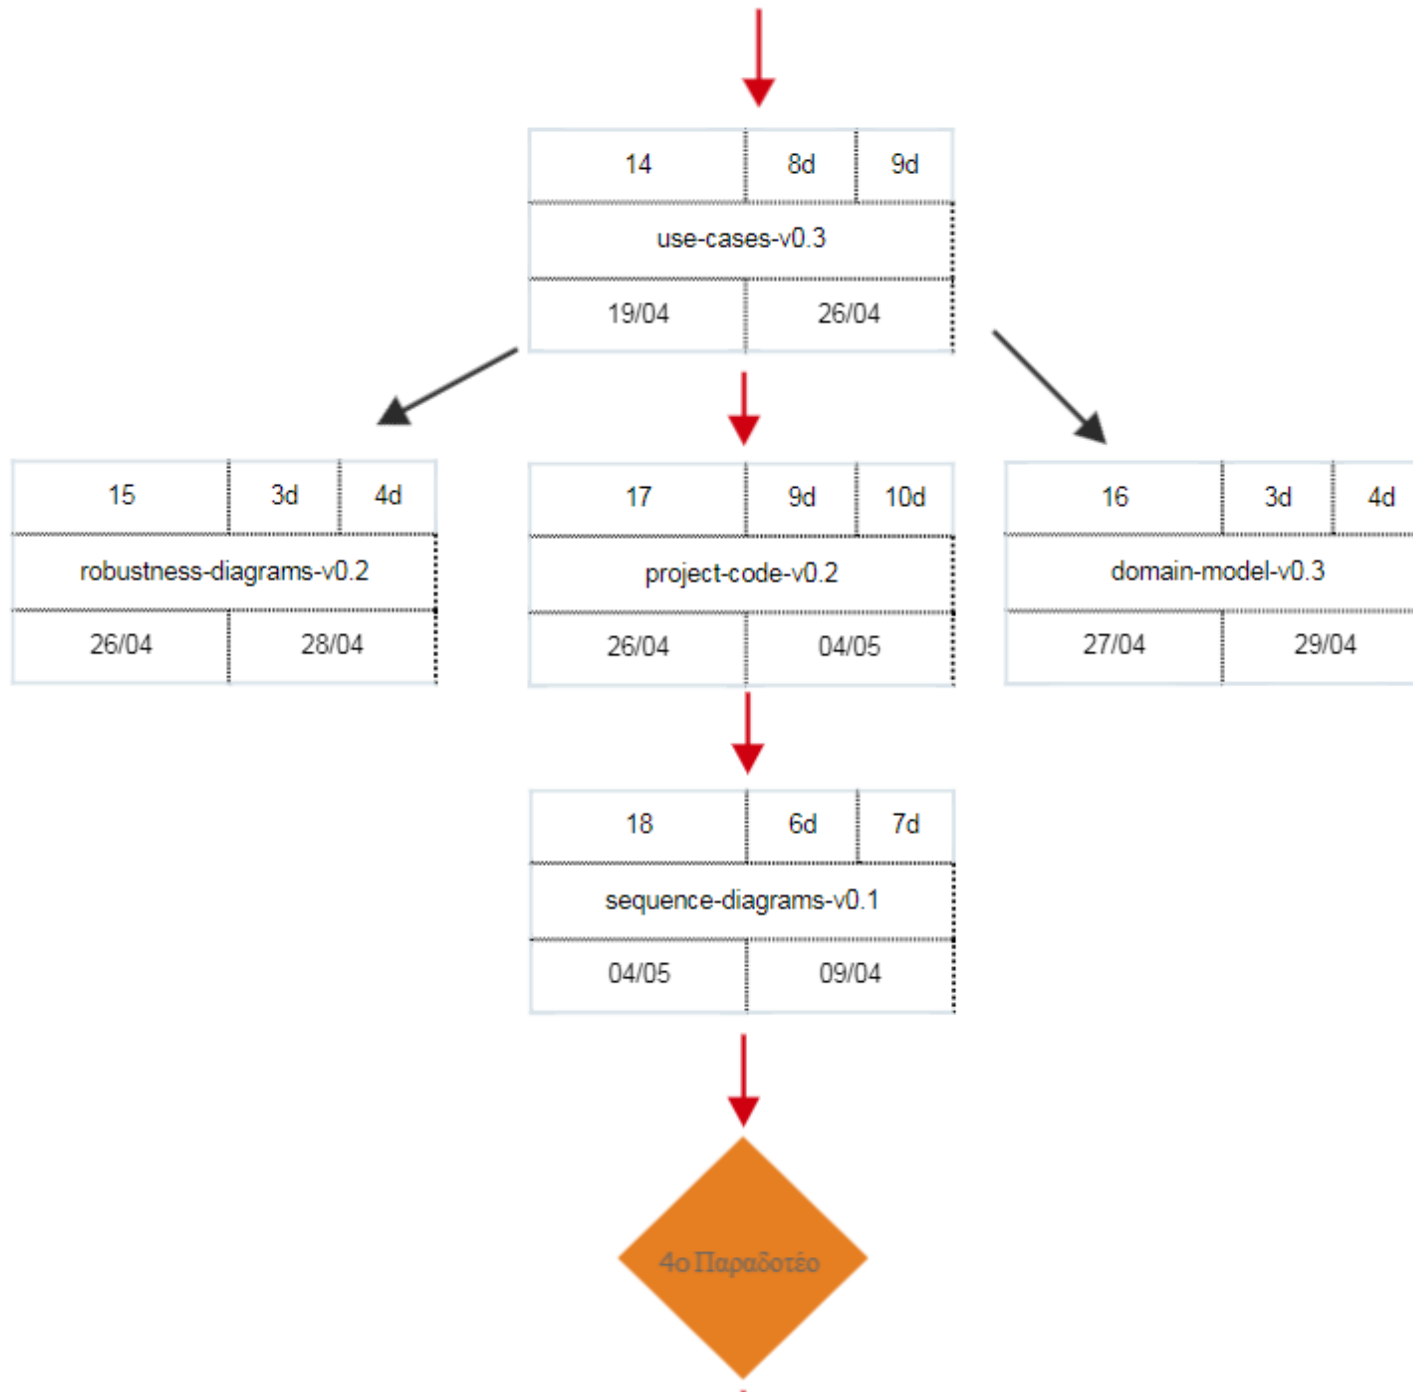 14 8d 9d
use-cases-v0.3
19/04 26/04
15 3d 4d
robustness-diagrams-v0.2
26/04 28/04
17 9d 10d
project-code-v0.2
26/04 04/05
16 3d 4d
domain-model-v0.3
27/04 29/04
18 6d 7d
sequence-diagrams-v0.1
04/05 09/04
4ο Παραδοτέο